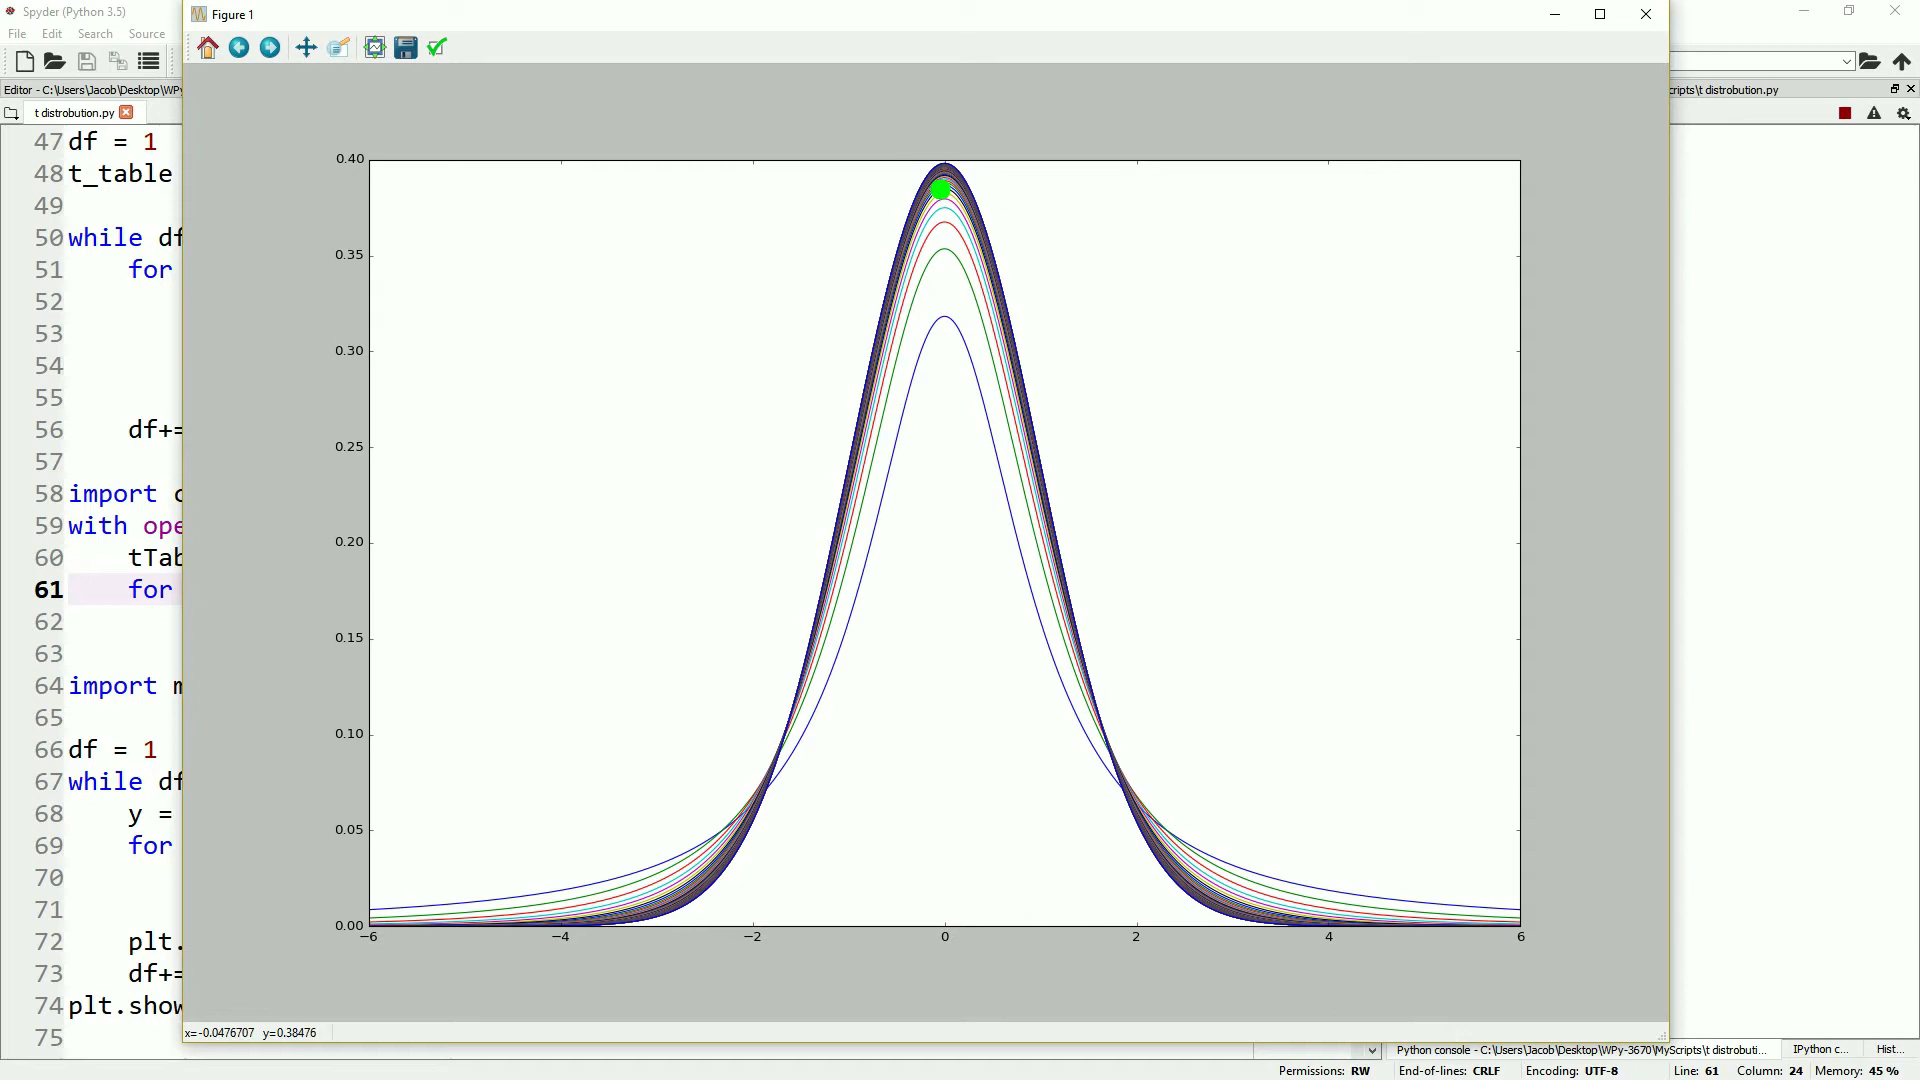 Spyder (Python 3.5)
Figure 1
File Edit Search Source
Editor - C:\Users\Jacob\Desktop\WPy
cripts\t distrobution.py
t distrobution.py
47 df = 1
48 t_table
49
50 while df
51 for
52
53
54
55
56 df+=
57
58 import c
59 with ope
60 tTab
61 for
62
63
64 import m
65
66 df = 1
67 while df
68 y =
69 for
70
71
72 plt.
73 df+=
74 plt.show
75
0.40
0.35
0.30
0.25
0.20
0.15
0.10
0.05
0.00
−6 −4 −2 0 2 4 6
x=-0.0476707 y=0.38476
Python console - C:\Users\Jacob\Desktop\WPy-3670\MyScripts\t distrobuti... IPython c... Hist...
Permissions: RW End-of-lines: CRLF Encoding: UTF-8 Line: 61 Column: 24 Memory: 45 %